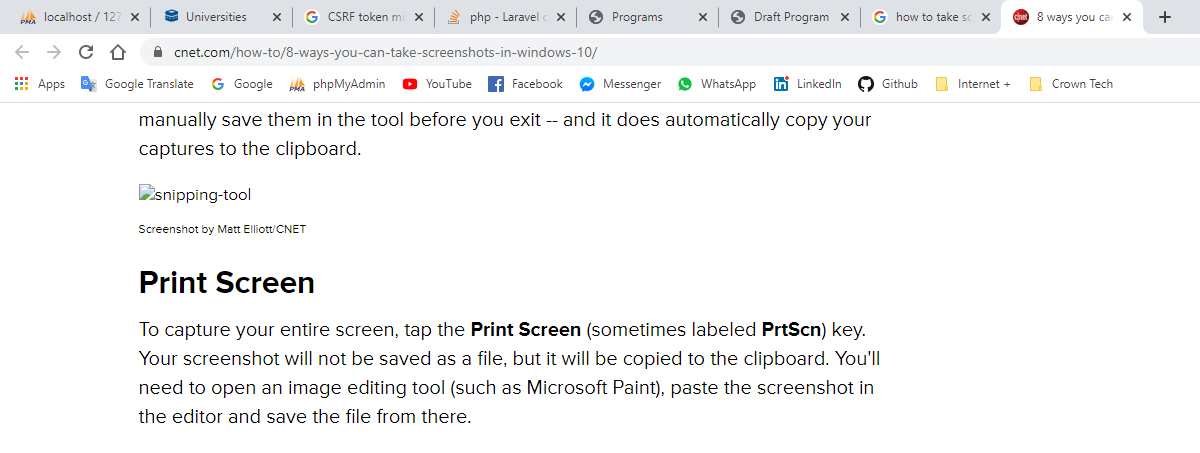 localhost / 127
Universities
CSRF token mi
php - Laravel c
Programs
Draft Program
how to take sc
cnet
8 ways you can
cnet.com/how-to/8-ways-you-can-take-screenshots-in-windows-10/
Apps
Google Translate
Google
phpMyAdmin
YouTube
Facebook
Messenger
WhatsApp
LinkedIn
Github
Internet +
Crown Tech
manually save them in the tool before you exit -- and it does automatically copy your
captures to the clipboard.
snipping-tool
Screenshot by Matt Elliott/CNET
Print Screen
To capture your entire screen, tap the Print Screen (sometimes labeled PrtScn) key.
Your screenshot will not be saved as a file, but it will be copied to the clipboard. You'll
need to open an image editing tool (such as Microsoft Paint), paste the screenshot in
the editor and save the file from there.